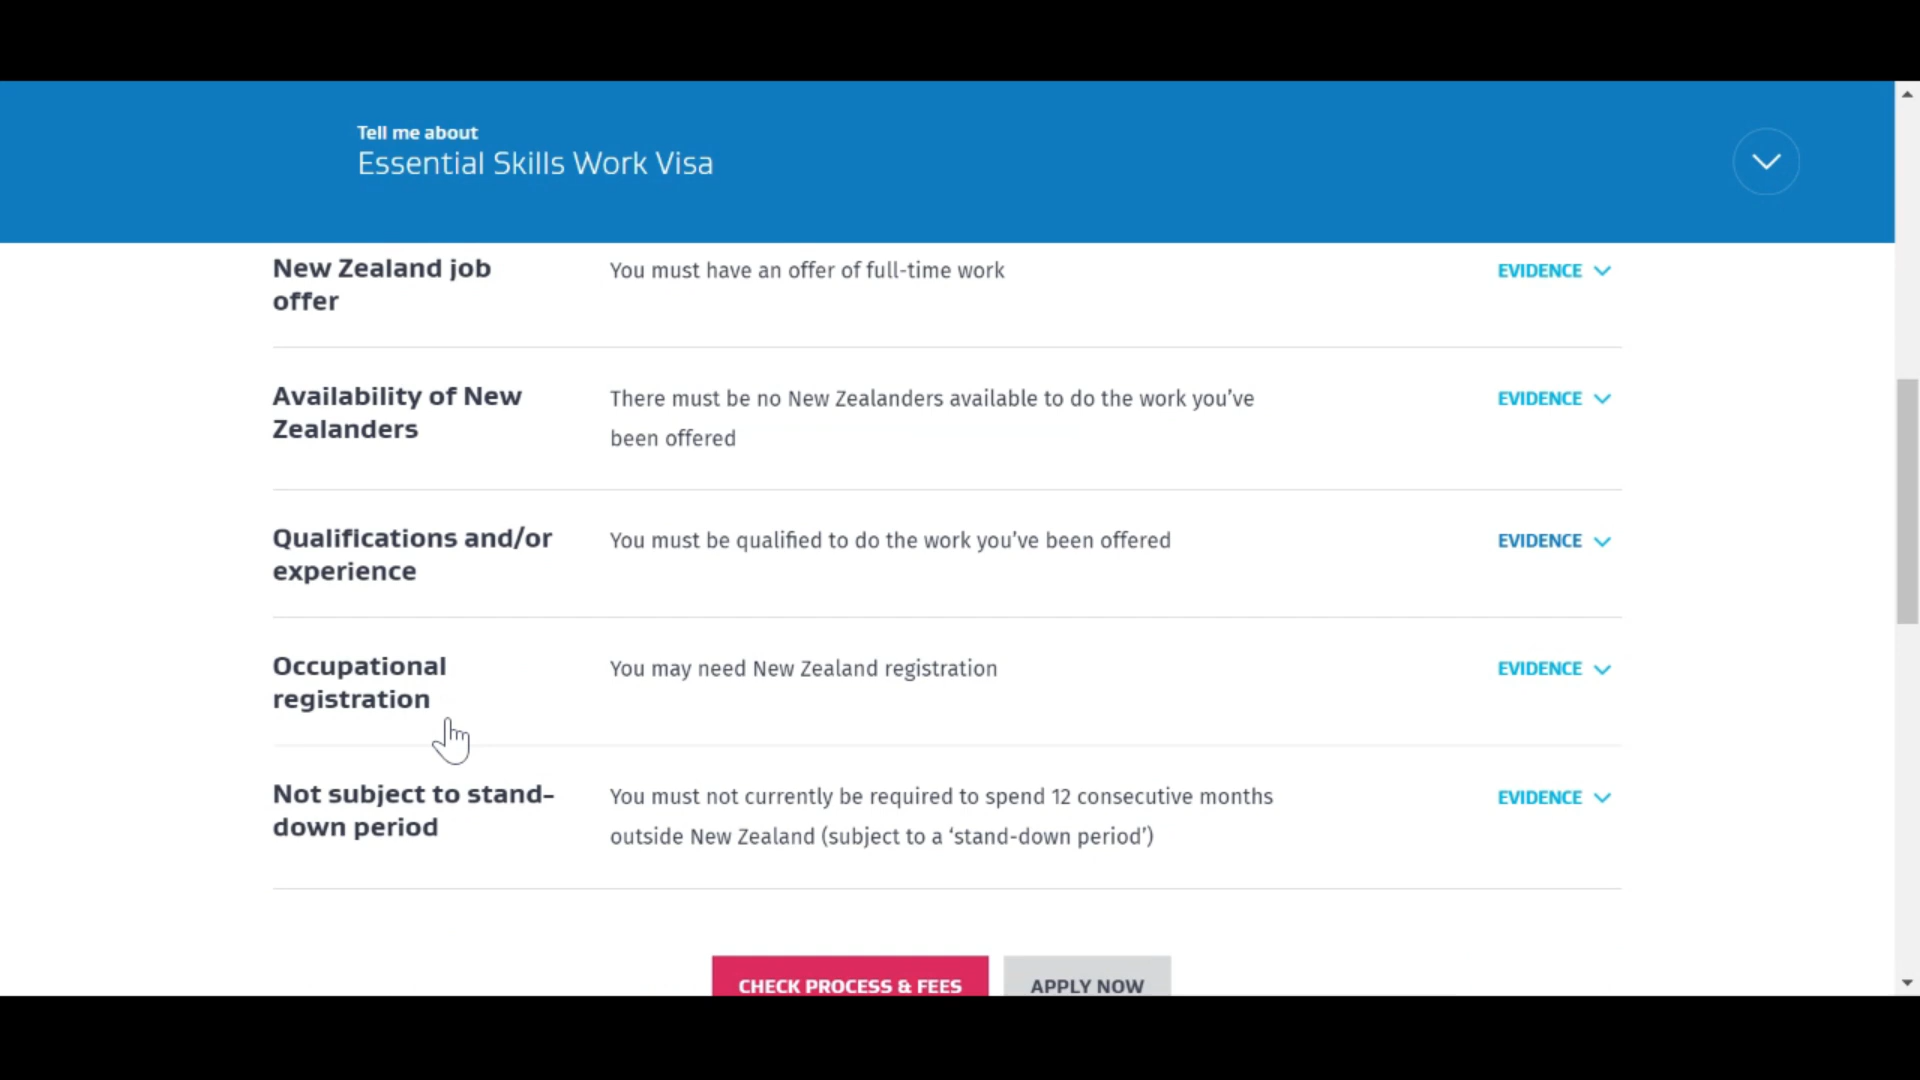 Tell me about
Essential Skills Work Visa
New Zealand job
offer
You must have an offer of full-time work
EVIDENCE
Availability of New
Zealanders
There must be no New Zealanders available to do the work you’ve
been offered
EVIDENCE
Qualifications and/or
experience
You must be qualified to do the work you’ve been offered
EVIDENCE
Occupational
registration
You may need New Zealand registration
EVIDENCE
Not subject to stand-
down period
You must not currently be required to spend 12 consecutive months
outside New Zealand (subject to a ‘stand-down period’)
EVIDENCE
CHECK PROCESS & FEES
APPLY NOW